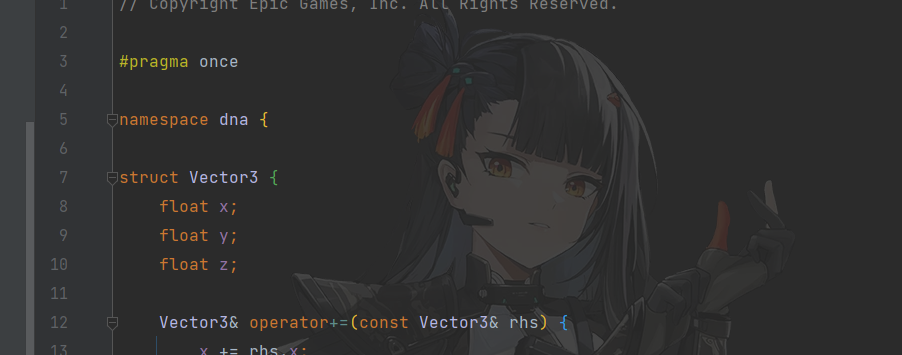 1 // Copyright Epic Games, Inc. All Rights Reserved.
2
3 #pragma once
4
5 namespace dna {
6
7 struct Vector3 {
8 float x;
9 float y;
10 float z;
11
12 Vector3& operator+=(const Vector3& rhs) {
13 x += rhs.x;